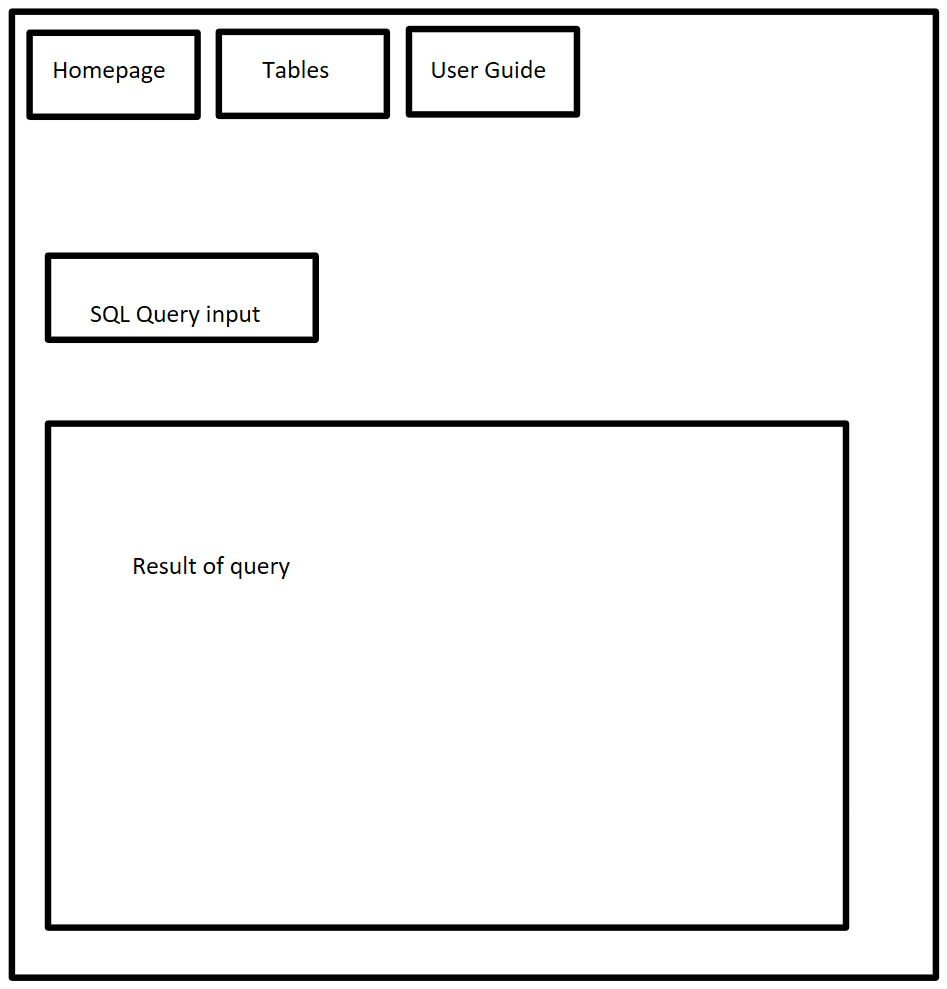 Homepage
Tables
User Guide
SQL Query input
Result of query